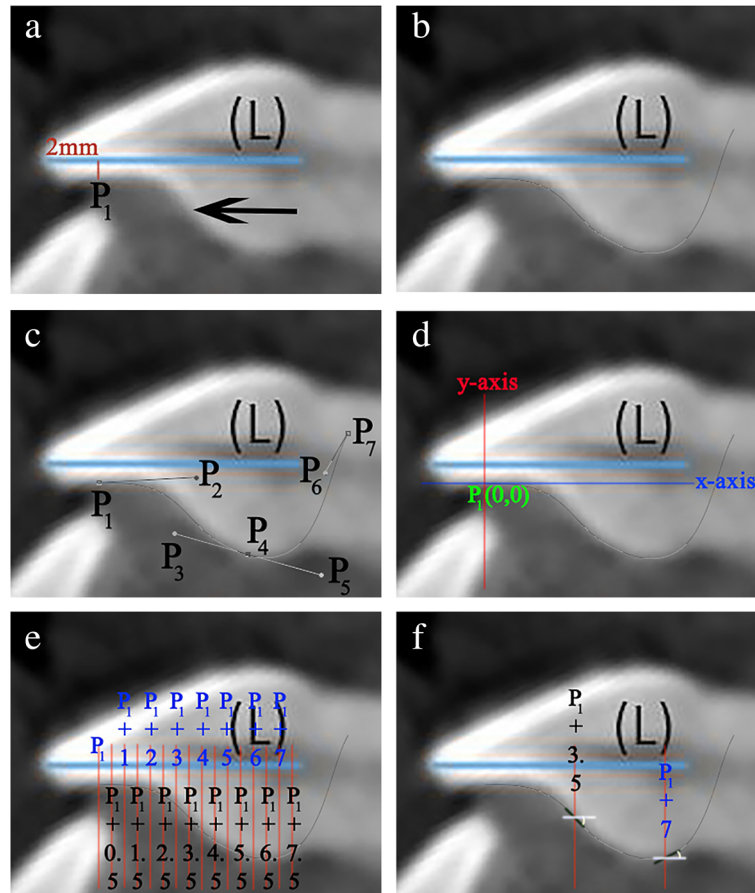 a
(L)
2mm
P1
b
(L)
c
(L)
P1
P2
P3
P4
P5
P6
P7
d
y-axis
(L)
x-axis
P1(0,0)
e
(L)
P1
P1+1
P1+2
P1+3
P1+4
P1+5
P1+6
P1+7
P1+0.5
P1+1.5
P1+2.5
P1+3.5
P1+4.5
P1+5.5
P1+6.5
P1+7.5
f
(L)
P1+3.5
P1+7